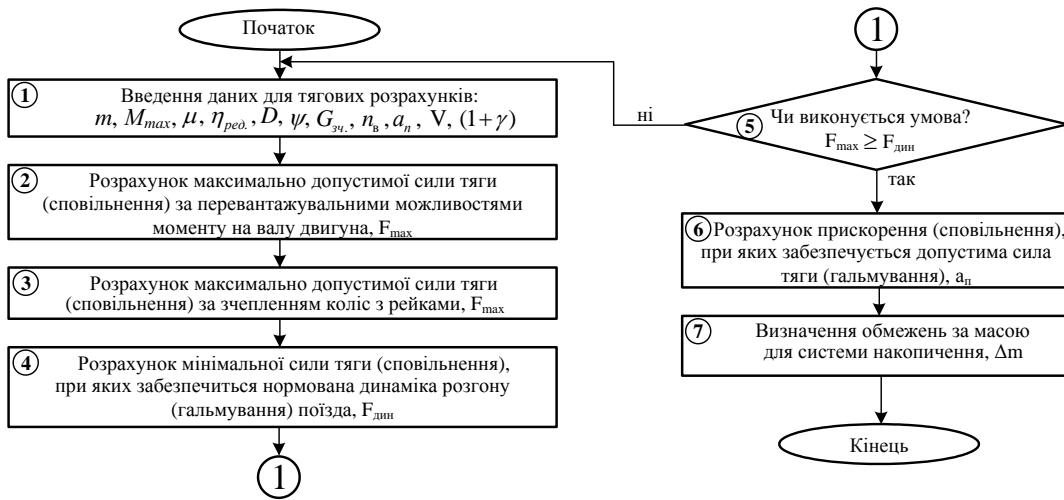 Початок
1
Введення даних для тягових розрахунків:
m, Mmax, μ, ηред., D, ψ, Gзч., nв, an, V, (1+γ)
2
Розрахунок максимально допустимої сили тяги
(сповільнення) за перевантажувальними можливостями
моменту на валу двигуна, Fmax
3
Розрахунок максимально допустимої сили тяги
(сповільнення) за зчепленням коліс з рейками, Fmax
4
Розрахунок мінімальної сили тяги (сповільнення),
при яких забезпечиться нормована динаміка розгону
(гальмування) поїзда, Fдин
1
1
ні
5
Чи виконується умова?
Fmax ≥ Fдин
так
6
Розрахунок прискорення (сповільнення),
при яких забезпечується допустима сила
тяги (гальмування), aп
7
Визначення обмежень за масою
для системи накопичення, Δm
Кінець